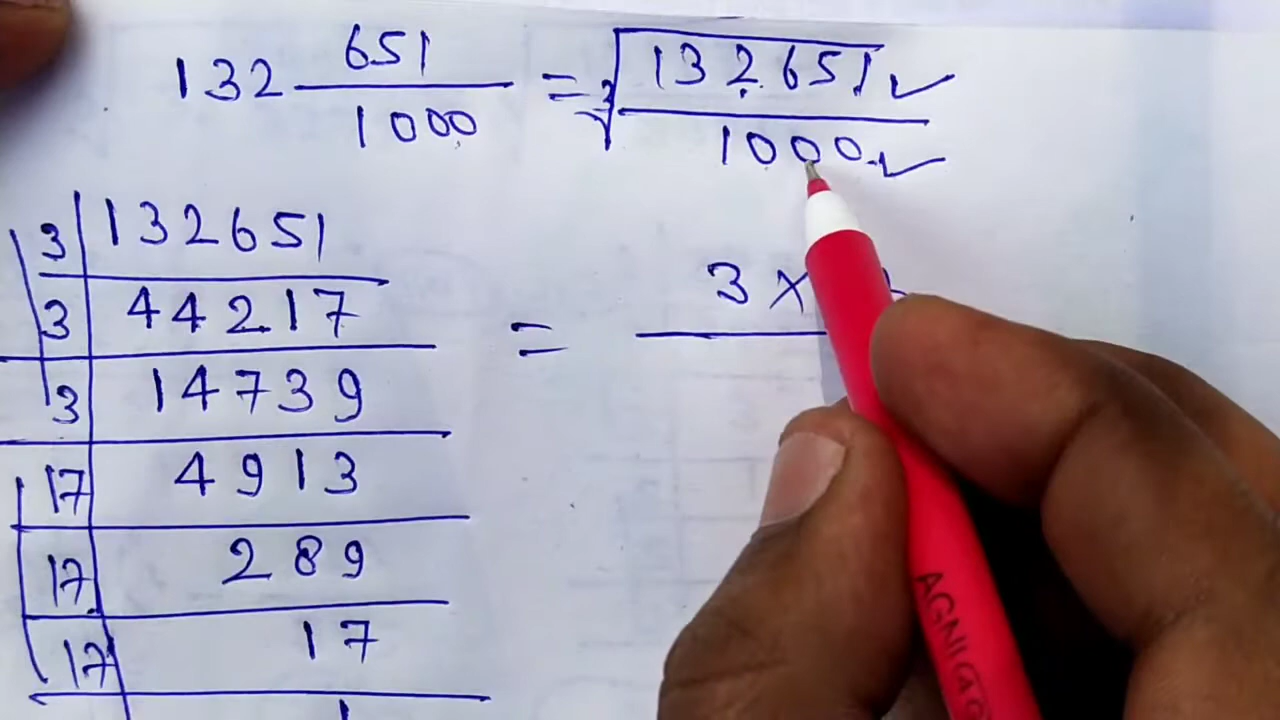 132 651/1000 = ∛(132651/1000) ✓ ✓
3 | 132651
3 | 44217
3 | 14739
17 | 4913
17 | 289
17 | 17
1
= 3 ×
AGNI